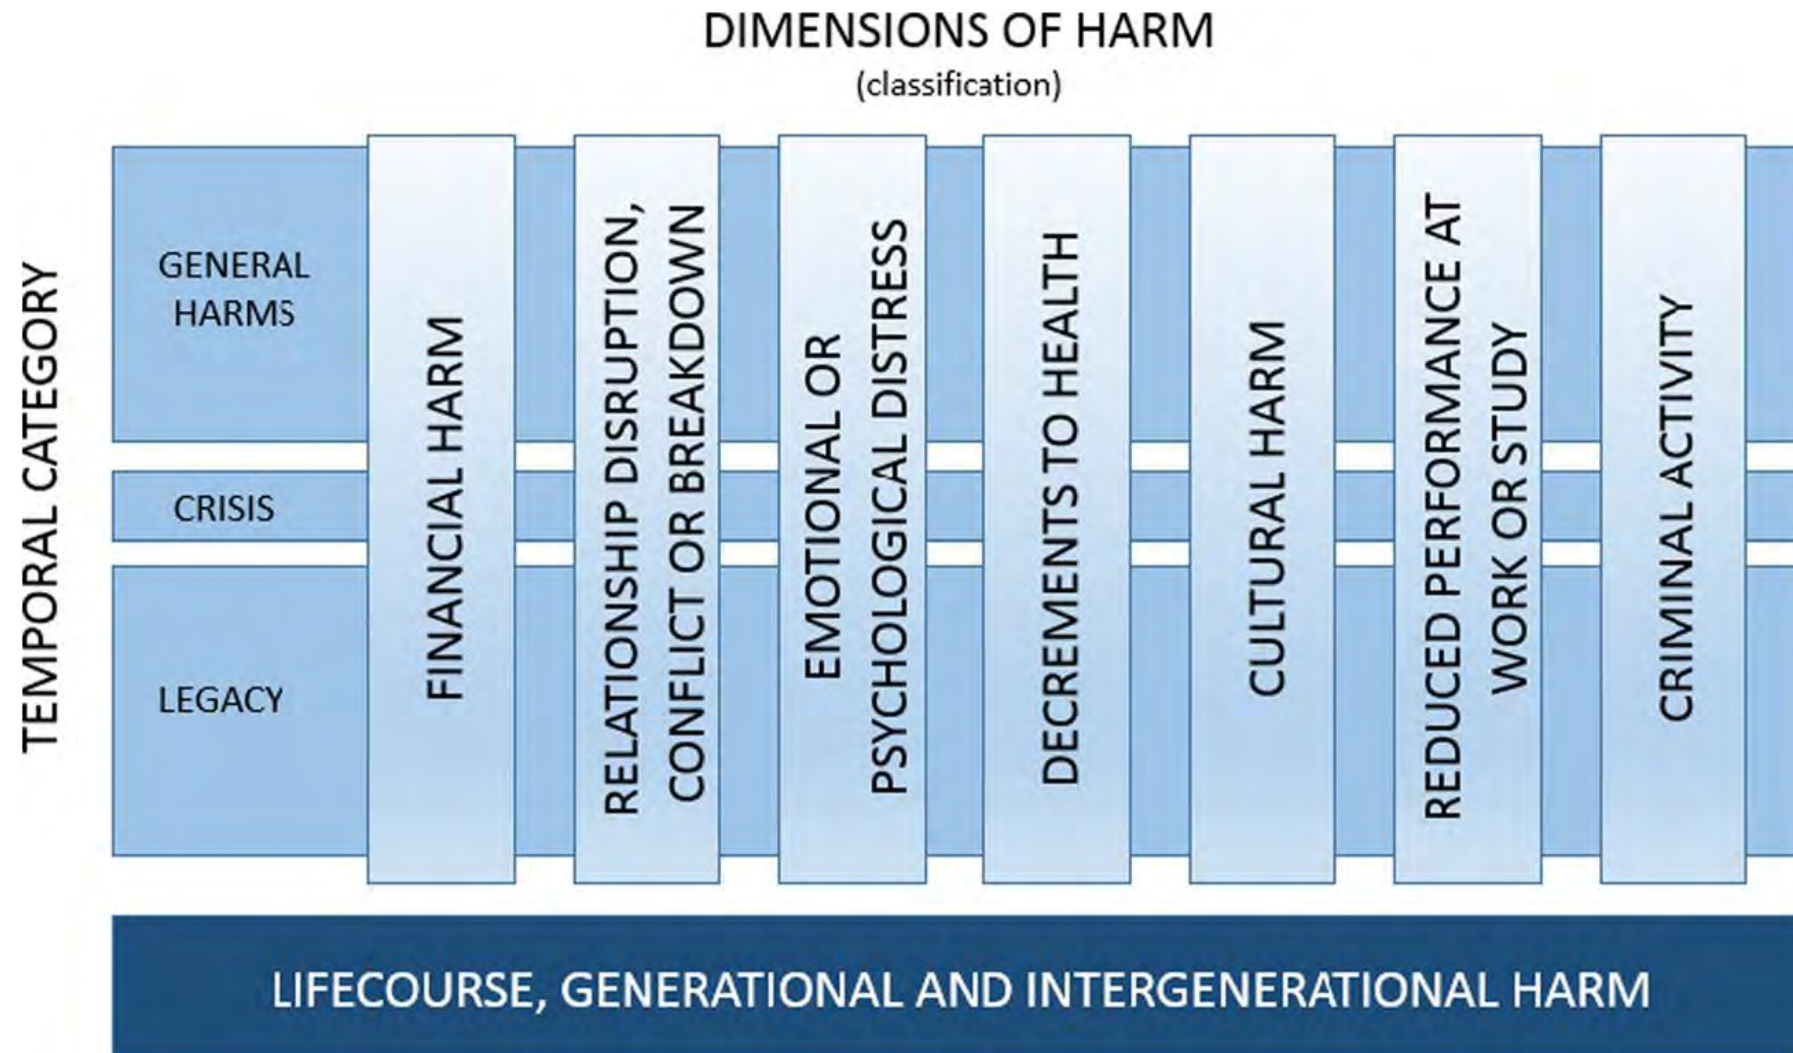 DIMENSIONS OF HARM
(classification)
TEMPORAL CATEGORY
GENERAL
HARMS
CRISIS
LEGACY
FINANCIAL HARM
RELATIONSHIP DISRUPTION,
CONFLICT OR BREAKDOWN
EMOTIONAL OR
PSYCHOLOGICAL DISTRESS
DECREMENTS TO HEALTH
CULTURAL HARM
REDUCED PERFORMANCE AT
WORK OR STUDY
CRIMINAL ACTIVITY
LIFECOURSE, GENERATIONAL AND INTERGENERATIONAL HARM